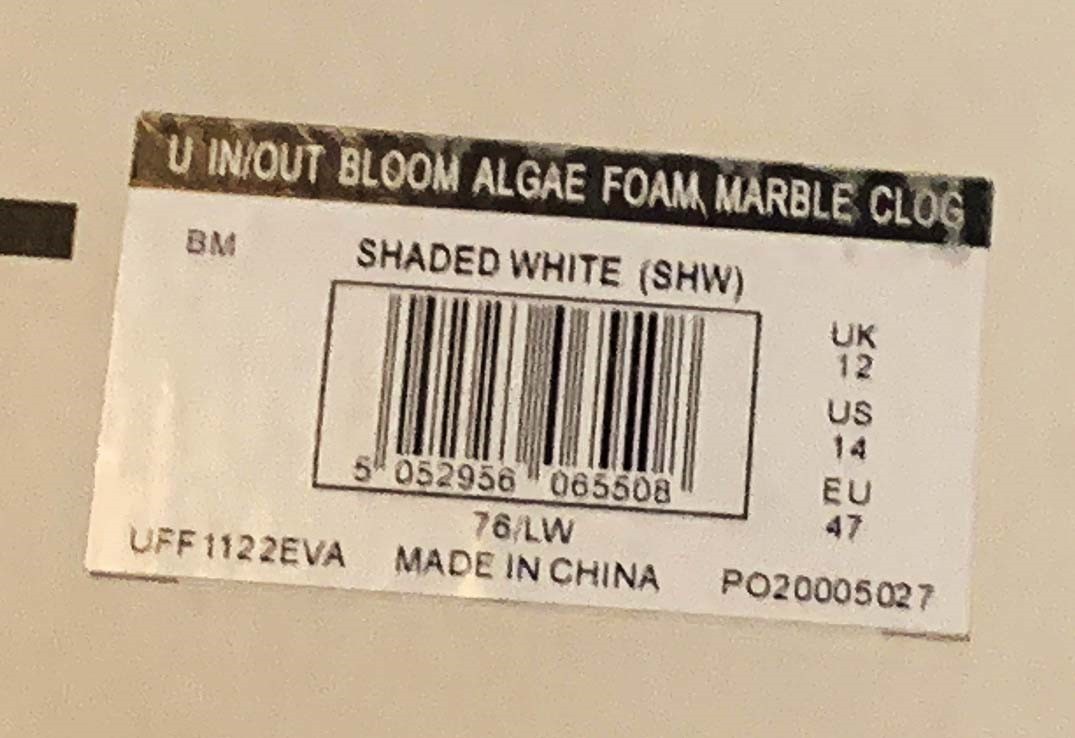 U IN/OUT BLOOM ALGAE FOAM MARBLE CLOG
BM
SHADED WHITE (SHW)
UK
12
US
14
EU
47
5 052956 065508
76/LW
UFF1122EVA MADE IN CHINA PO20005027